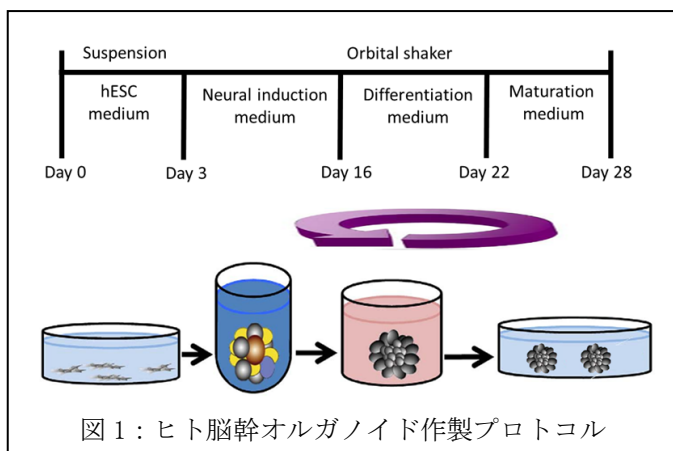 Suspension Orbital shaker
hESC medium
Neural induction medium
Differentiation medium
Maturation medium
Day 0 Day 3 Day 16 Day 22 Day 28
図 1：ヒト脳幹オルガノイド作製プロトコル